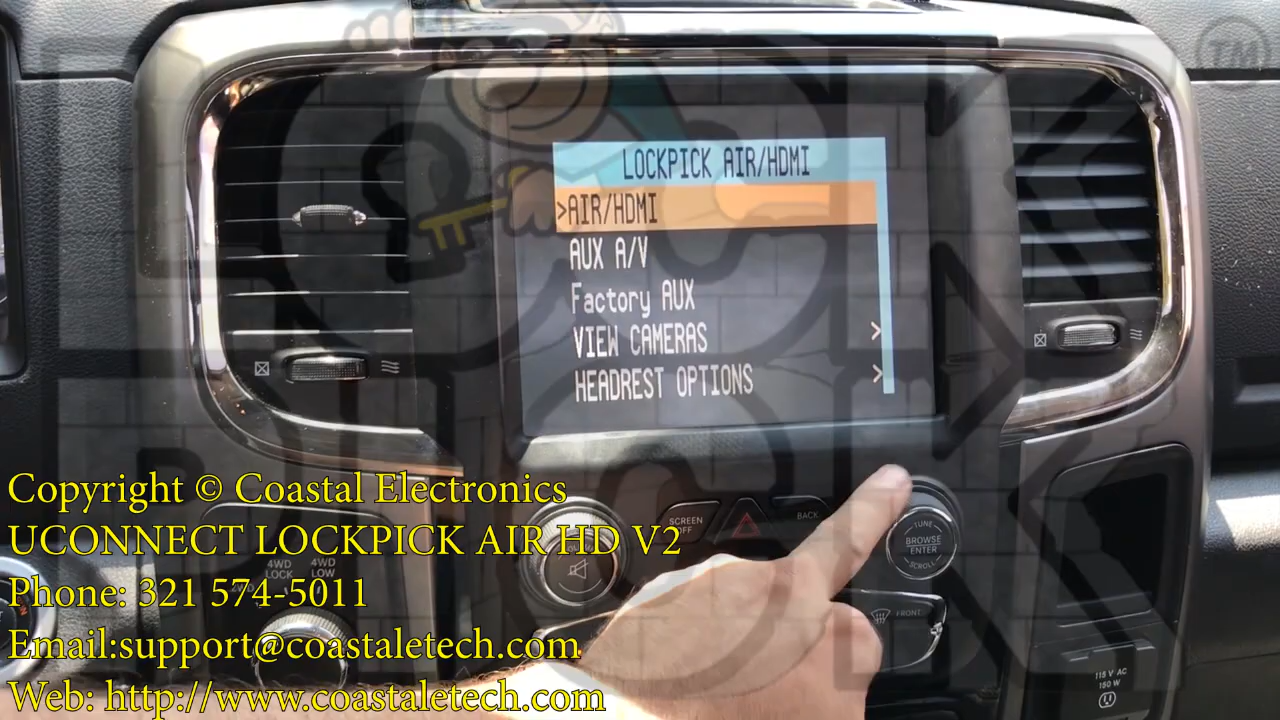 TM
LOCKPICK AIR/HDMI
>AIR/HDMI
AUX A/V
Factory AUX
VIEW CAMERAS >
HEADREST OPTIONS >
Copyright © Coastal Electronics
UCONNECT LOCKPICK AIR HD V2
Phone: 321 574-5011
Email:support@coastaletech.com
Web: http://www.coastaletech.com
SCREEN
OFF
BACK
TUNE
BROWSE
ENTER
SCROLL
4WD
LOCK
4WD
LOW
2WD
FRONT
115 V AC
150 W